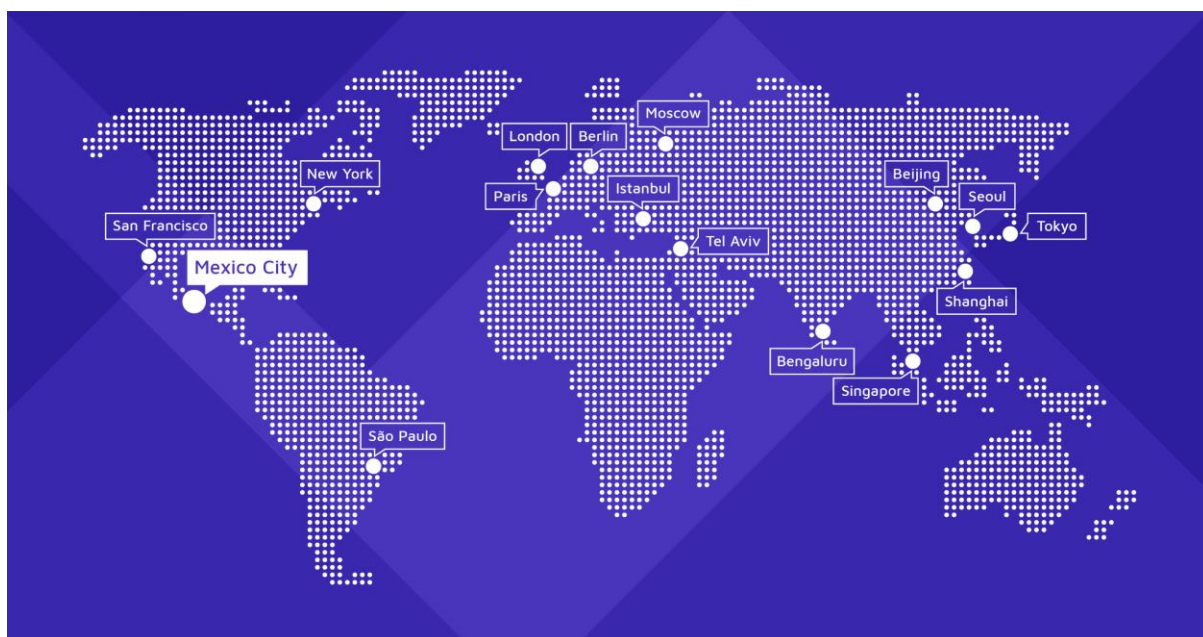 Moscow
London
Berlin
New York
Paris
Istanbul
Beijing
Seoul
San Francisco
Tel Aviv
Tokyo
Mexico City
Shanghai
Bengaluru
Singapore
São Paulo